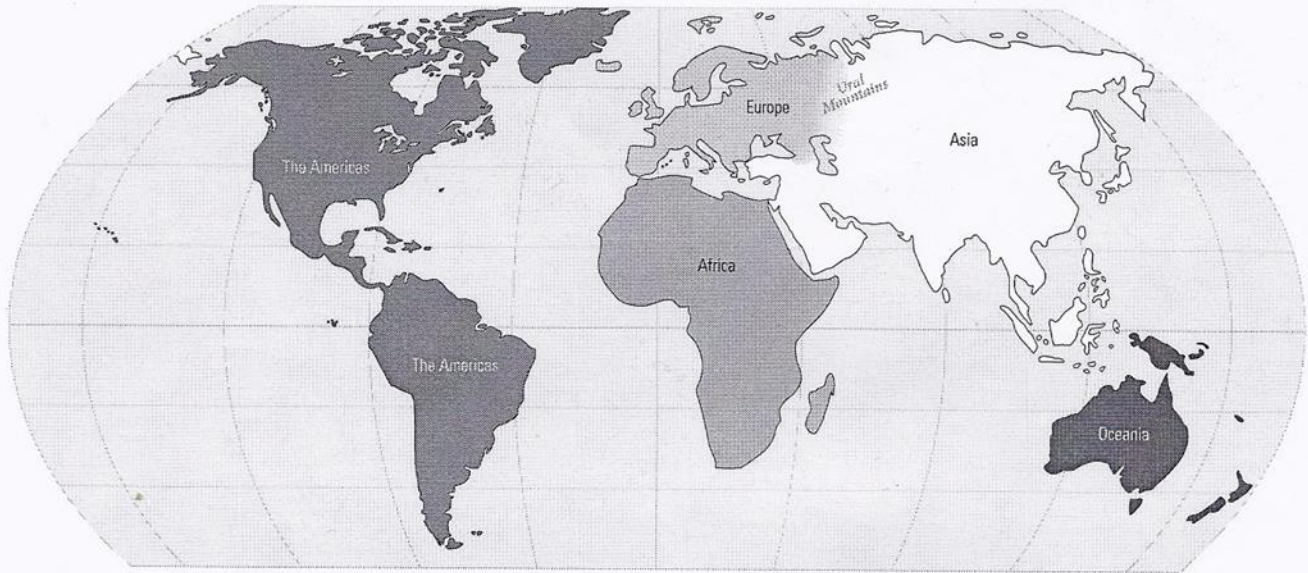 Ural
Mountains
Europe
Asia
The Americas
Africa
The Americas
Oceania